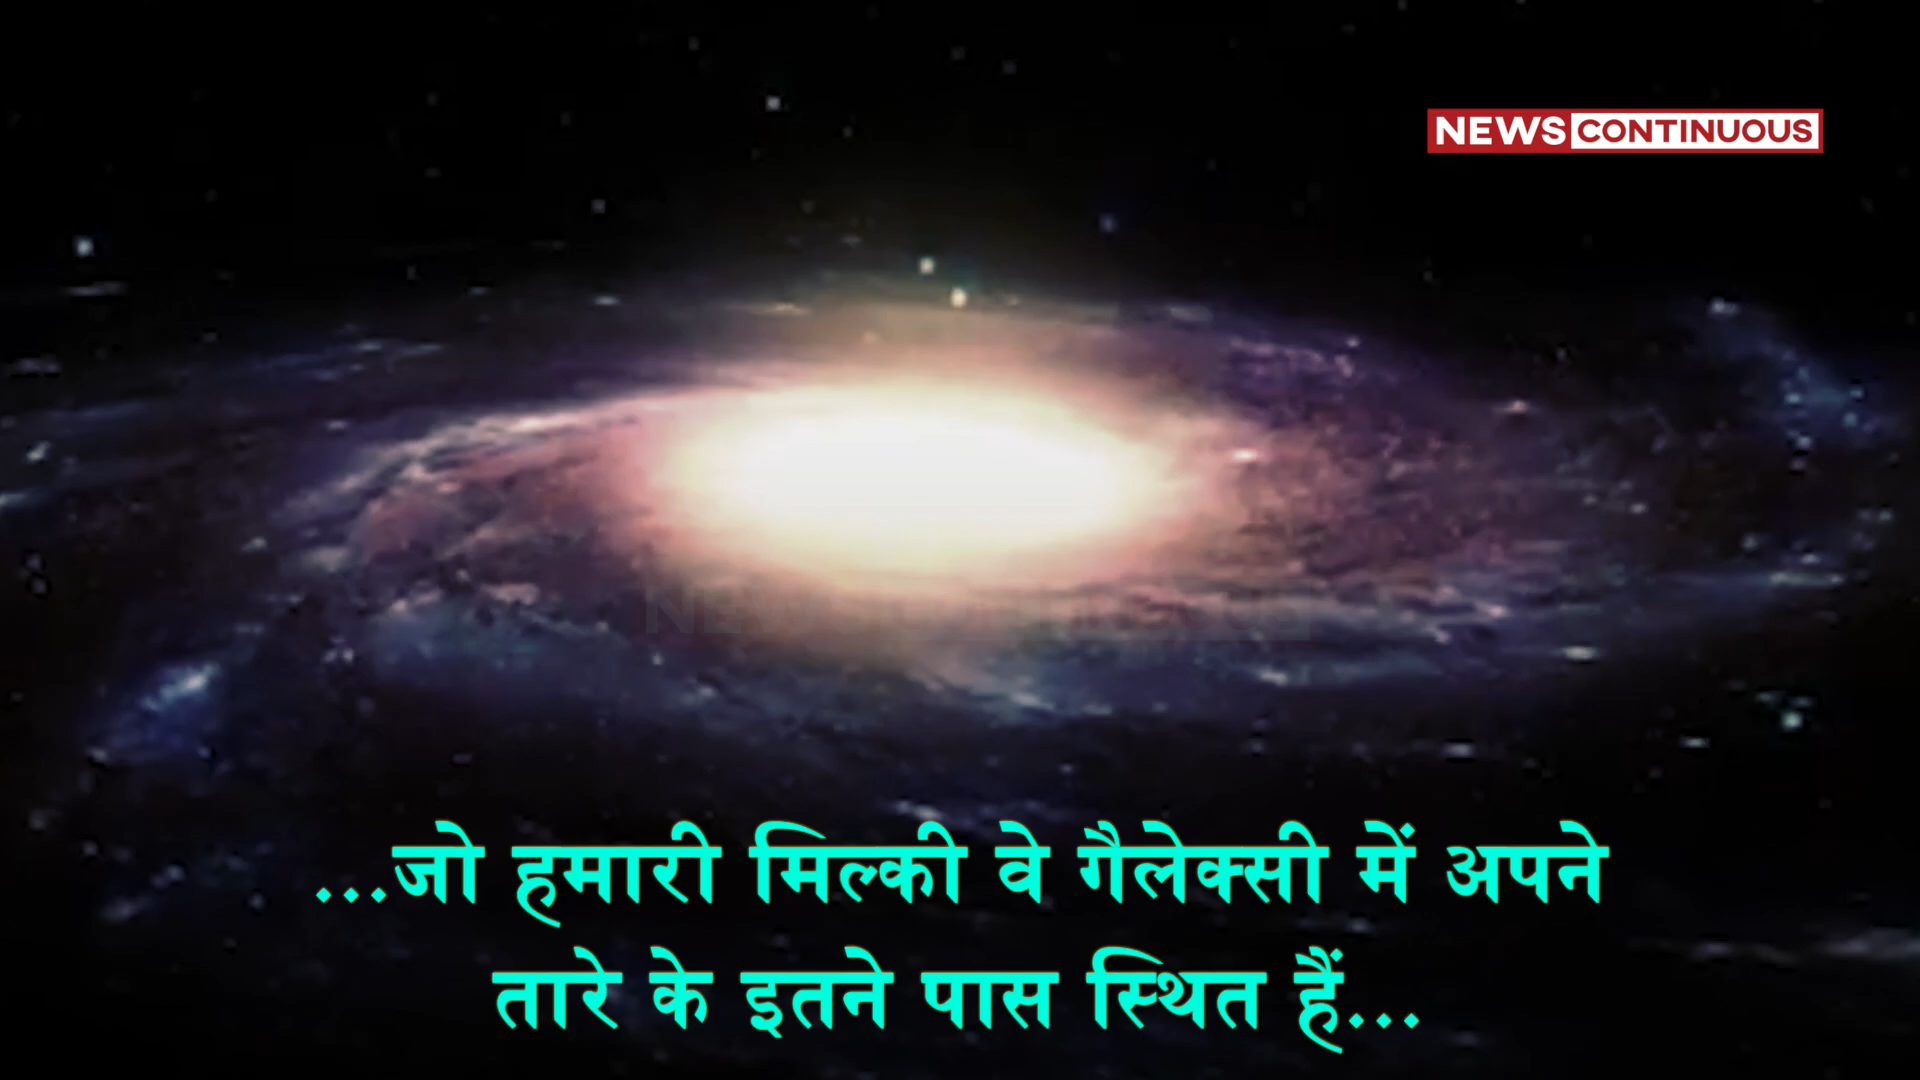 NEWS CONTINUOUS
...जो हमारी मिल्की वे गैलेक्सी में अपने
तारे के इतने पास स्थित हैं...